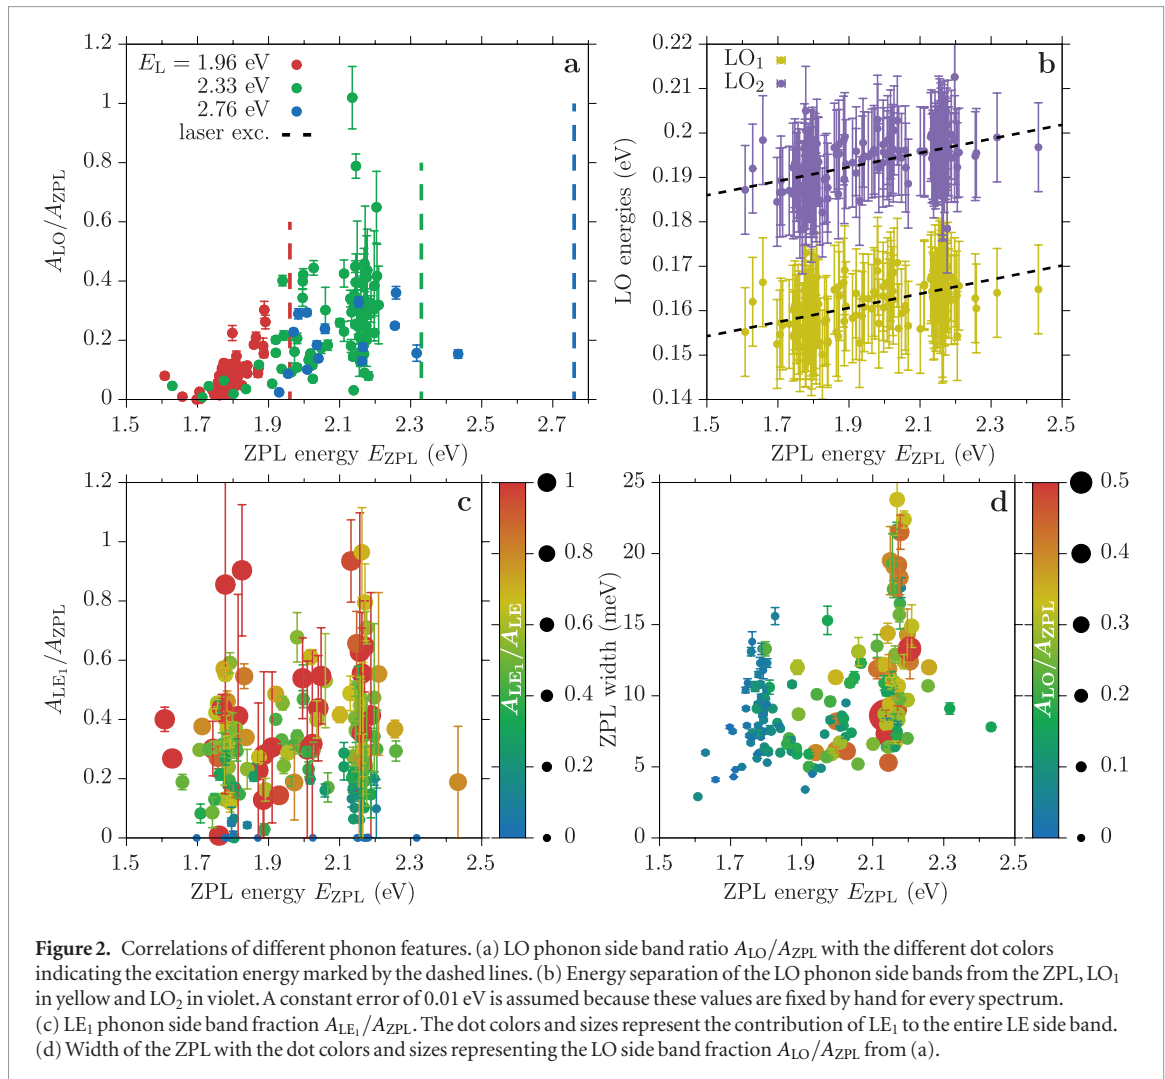 1.2
1
0.8
0.6
0.4
0.2
0
A_LO/A_ZPL
E_L = 1.96 eV
2.33 eV
2.76 eV
laser exc.
a
1.5 1.7 1.9 2.1 2.3 2.5 2.7
ZPL energy E_ZPL (eV)
0.22
0.21
0.2
0.19
0.18
0.17
0.16
0.15
0.14
LO energies (eV)
LO₁
LO₂
b
1.5 1.7 1.9 2.1 2.3 2.5
ZPL energy E_ZPL (eV)
1.2
1
0.8
0.6
0.4
0.2
0
A_LE₁/A_ZPL
c
1.5 1.7 1.9 2.1 2.3 2.5
ZPL energy E_ZPL (eV)
A_LE₁/A_LE
1
0.8
0.6
0.4
0.2
0
25
20
15
10
5
0
ZPL width (meV)
d
1.5 1.7 1.9 2.1 2.3 2.5
ZPL energy E_ZPL (eV)
A_LO/A_ZPL
0.5
0.4
0.3
0.2
0.1
0
Figure 2. Correlations of different phonon features. (a) LO phonon side band ratio A_LO/A_ZPL with the different dot colors
indicating the excitation energy marked by the dashed lines. (b) Energy separation of the LO phonon side bands from the ZPL, LO₁
in yellow and LO₂ in violet. A constant error of 0.01 eV is assumed because these values are fixed by hand for every spectrum.
(c) LE₁ phonon side band fraction A_LE₁/A_ZPL. The dot colors and sizes represent the contribution of LE₁ to the entire LE side band.
(d) Width of the ZPL with the dot colors and sizes representing the LO side band fraction A_LO/A_ZPL from (a).